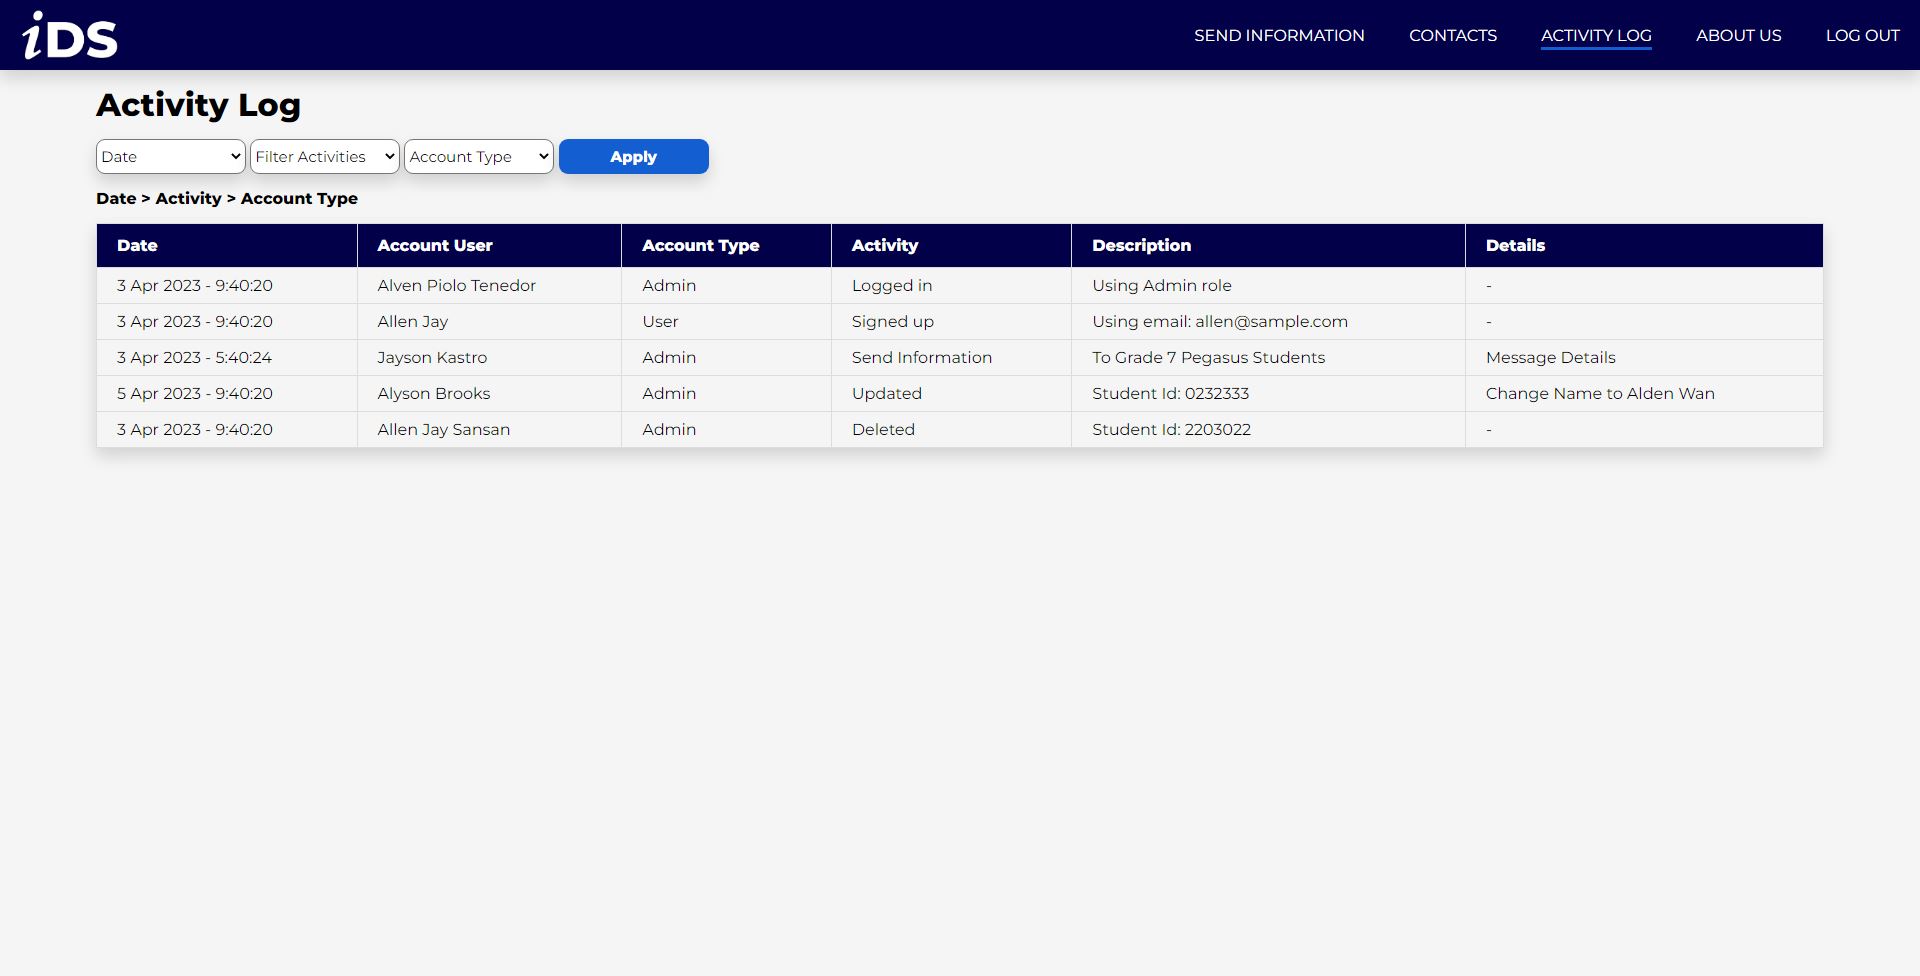 iDS
SEND INFORMATION CONTACTS ACTIVITY LOG ABOUT US LOG OUT
Activity Log
Date Filter Activities Account Type Apply
Date > Activity > Account Type
Date Account User Account Type Activity Description Details
3 Apr 2023 - 9:40:20 Alven Piolo Tenedor Admin Logged in Using Admin role -
3 Apr 2023 - 9:40:20 Allen Jay User Signed up Using email: allen@sample.com -
3 Apr 2023 - 5:40:24 Jayson Kastro Admin Send Information To Grade 7 Pegasus Students Message Details
5 Apr 2023 - 9:40:20 Alyson Brooks Admin Updated Student Id: 0232333 Change Name to Alden Wan
3 Apr 2023 - 9:40:20 Allen Jay Sansan Admin Deleted Student Id: 2203022 -